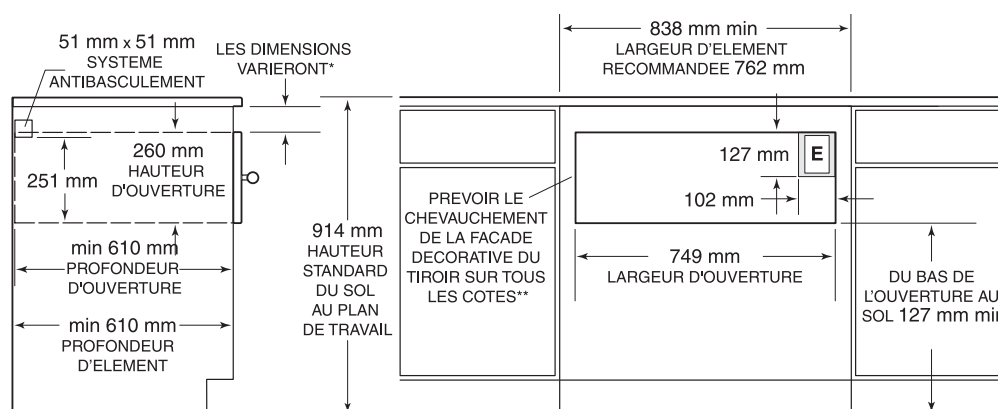 51 mm x 51 mm
SYSTEME
ANTIBASCULEMENT
LES DIMENSIONS
VARIERONT*
260 mm
HAUTEUR
D'OUVERTURE
251 mm
min 610 mm
PROFONDEUR
D'OUVERTURE
min 610 mm
PROFONDEUR
D'ELEMENT
914 mm
HAUTEUR
STANDARD
DU SOL
AU PLAN
DE TRAVAIL
838 mm min
LARGEUR D'ELEMENT
RECOMMANDEE 762 mm
127 mm
E
102 mm
PREVOIR LE
CHEVAUCHEMENT
DE LA FACADE
DECORATIVE DU
TIROIR SUR TOUS
LES COTES**
749 mm
LARGEUR D'OUVERTURE
DU BAS DE
L'OUVERTURE AU
SOL 127 mm min